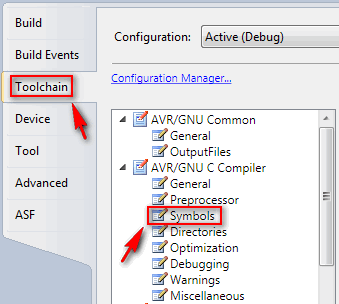 Build
Build Events
Toolchain
Device
Tool
Advanced
ASF
Configuration: Active (Debug)
Configuration Manager...
AVR/GNU Common
General
OutputFiles
AVR/GNU C Compiler
General
Preprocessor
Symbols
Directories
Optimization
Debugging
Warnings
Miscellaneous